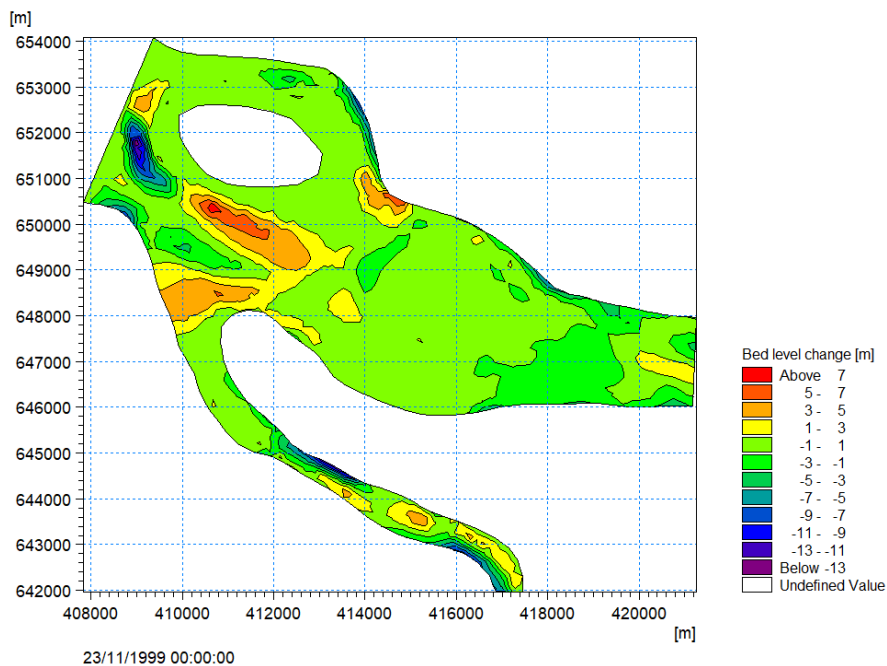 [m]
654000
653000
652000
651000
650000
649000
648000
647000
646000
645000
644000
643000
642000
408000 410000 412000 414000 416000 418000 420000
[m]
23/11/1999 00:00:00
Bed level change [m]
Above 7
5 - 7
3 - 5
1 - 3
-1 - 1
-3 - -1
-5 - -3
-7 - -5
-9 - -7
-11 - -9
-13 - -11
Below -13
Undefined Value